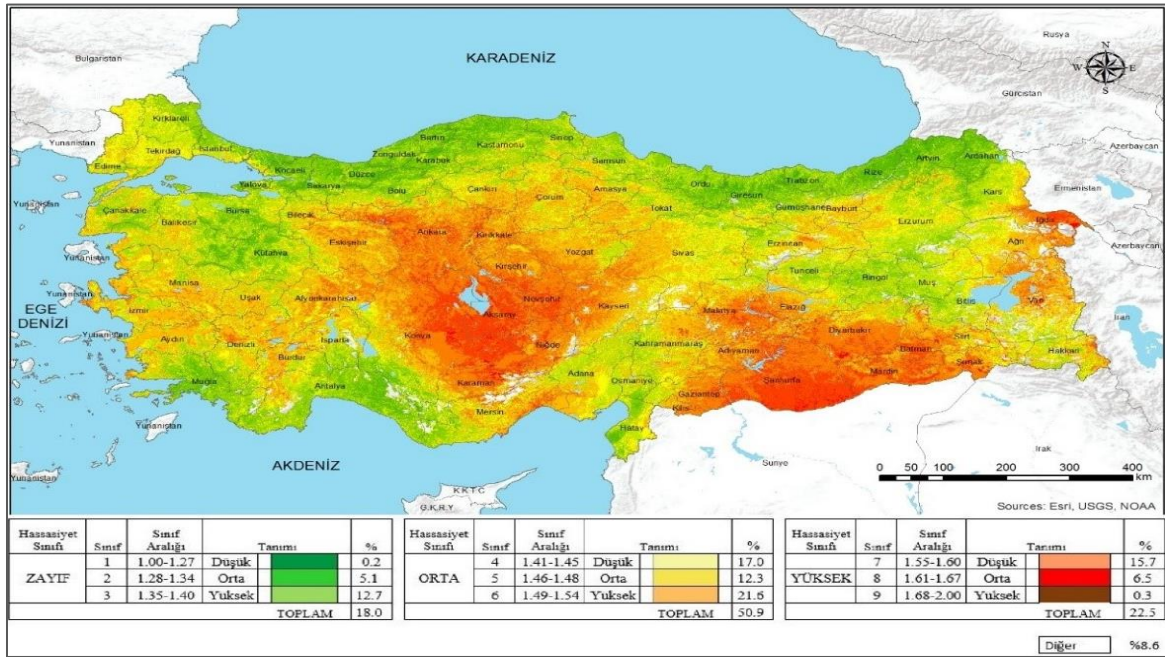 KARADENİZ
Rusya
Bulgaristan
N
W E
S
Gürcistan
Kırklareli
Yunanistan
Tekirdağ
İstanbul
Edirne
Bartın
Zonguldak
Karabük
Kastamonu
Sinop
Samsun
Artvin
Ardahan
Azerbaycan
Kocaeli
Yalova
Sakarya
Düzce
Bolu
Çankırı
Çorum
Amasya
Ordu
Giresun
Trabzon
Rize
Kars
Ermenistan
Çanakkale
Balıkesir
Bursa
Bilecik
Tokat
Gümüşhane
Bayburt
Erzurum
Iğdır
Azerbaycan
Yunanistan
Eskişehir
Ankara
Kırıkkale
Yozgat
Sivas
Erzincan
Ağrı
Kütahya
Kırşehir
Tunceli
Bingöl
Muş
Yunanistan
Manisa
Uşak
Afyonkarahisar
Nevşehir
Kayseri
Malatya
Elazığ
Bitlis
Van
İran
Yunanistan
EGE
DENİZİ
İzmir
Aksaray
Konya
Niğde
Kahramanmaraş
Adıyaman
Diyarbakır
Batman
Siirt
Hakkari
Yunanistan
Aydın
Denizli
Isparta
Burdur
Şırnak
Mardin
Karaman
Adana
Osmaniye
Gaziantep
Şanlıurfa
Kilis
Muğla
Antalya
Mersin
Hatay
Yunanistan
Yunanistan
AKDENİZ
K.K.T.C
G.K.R.Y
Suriye
Irak
0 50 100 200 300 400
km
Sources: Esri, USGS, NOAA
Hassasiyet Sınıfı Sınıf Sınıf Aralığı Tanımı %
ZAYIF
1 1.00-1.27 Düşük 0.2
2 1.28-1.34 Orta 5.1
3 1.35-1.40 Yüksek 12.7
TOPLAM 18.0
Hassasiyet Sınıfı Sınıf Sınıf Aralığı Tanımı %
ORTA
4 1.41-1.45 Düşük 17.0
5 1.46-1.48 Orta 12.3
6 1.49-1.54 Yüksek 21.6
TOPLAM 50.9
Hassasiyet Sınıfı Sınıf Sınıf Aralığı Tanımı %
YÜKSEK
7 1.55-1.60 Düşük 15.7
8 1.61-1.67 Orta 6.5
9 1.68-2.00 Yüksek 0.3
TOPLAM 22.5
Diğer %8.6